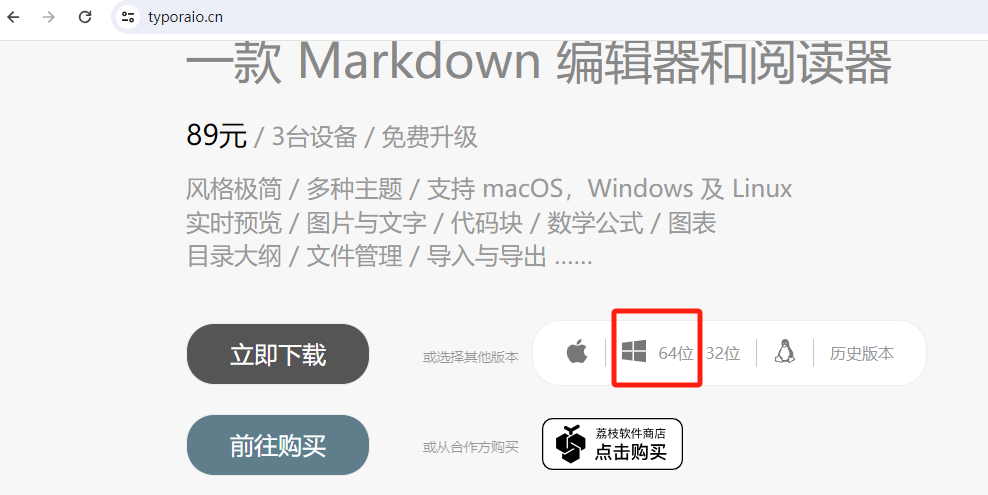 typoraio.cn
一款 Markdown 编辑器和阅读器
89元 / 3台设备 / 免费升级
风格极简 / 多种主题 / 支持 macOS，Windows 及 Linux
实时预览 / 图片与文字 / 代码块 / 数学公式 / 图表
目录大纲 / 文件管理 / 导入与导出 ......
立即下载 或选择其他版本 64位 32位 历史版本
前往购买 或从合作方购买 荔枝软件商店
点击购买